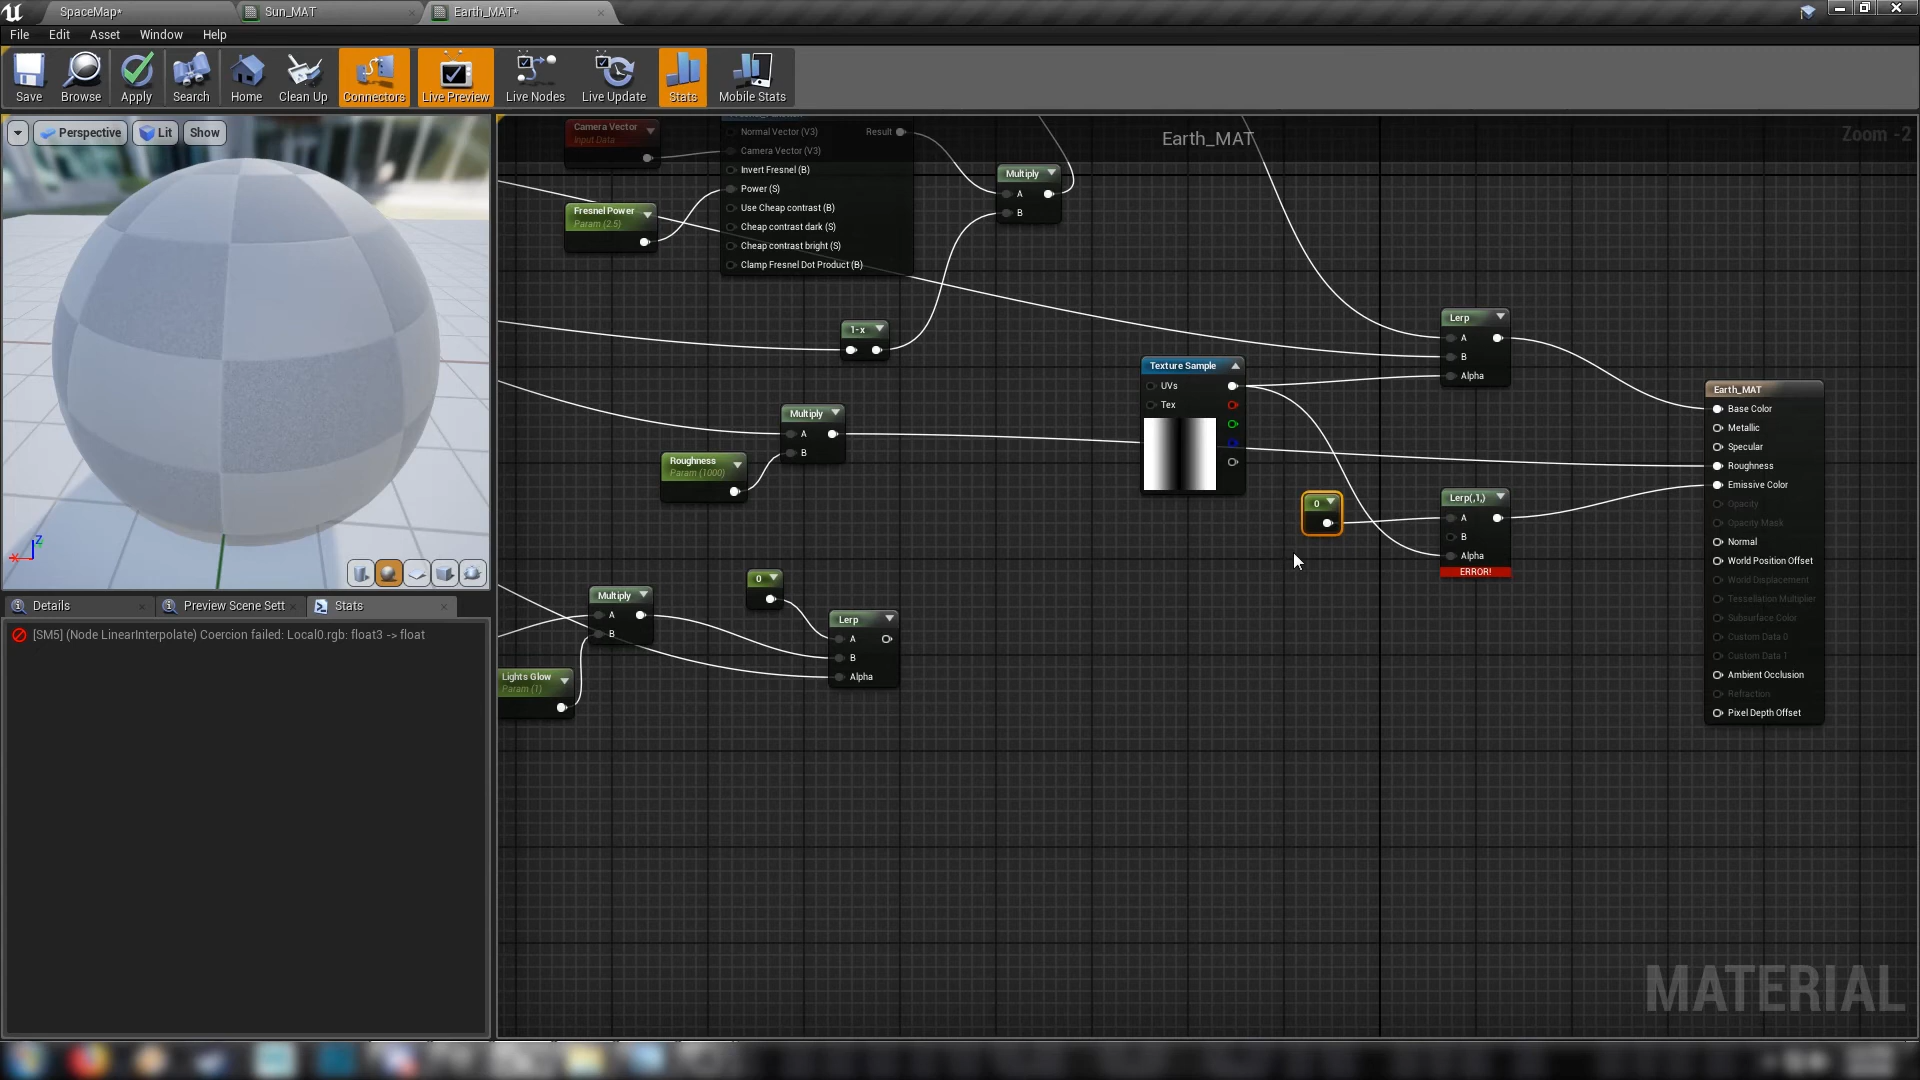 SpaceMap*
Sun_MAT
Earth_MAT*
File
Edit
Asset
Window
Help
Save
Browse
Apply
Search
Home
Clean Up
Connectors
Live Preview
Live Nodes
Live Update
Stats
Mobile Stats
Perspective
Lit
Show
Earth_MAT
Zoom -2
Camera Vector
Input Data
Normal Vector (V3)
Result
Camera Vector (V3)
Invert Fresnel (B)
Power (S)
Use Cheap contrast (B)
Cheap contrast dark (S)
Cheap contrast bright (S)
Clamp Fresnel Dot Product (B)
Fresnel Power
Param (2.5)
Multiply
A
B
1-x
Lerp
A
B
Alpha
Texture Sample
UVs
Tex
Multiply
A
B
Roughness
Param (1000)
0
Lerp(,1,)
A
B
Alpha
ERROR!
Earth_MAT
Base Color
Metallic
Specular
Roughness
Emissive Color
Opacity
Opacity Mask
Normal
World Position Offset
World Displacement
Tessellation Multiplier
Subsurface Color
Custom Data 0
Custom Data 1
Ambient Occlusion
Refraction
Pixel Depth Offset
Multiply
A
B
0
Lerp
A
B
Alpha
Lights Glow
Param (1)
X
Z
Details
Preview Scene Sett
Stats
[SM5] (Node LinearInterpolate) Coercion failed: Local0.rgb: float3 -> float
MATERIAL